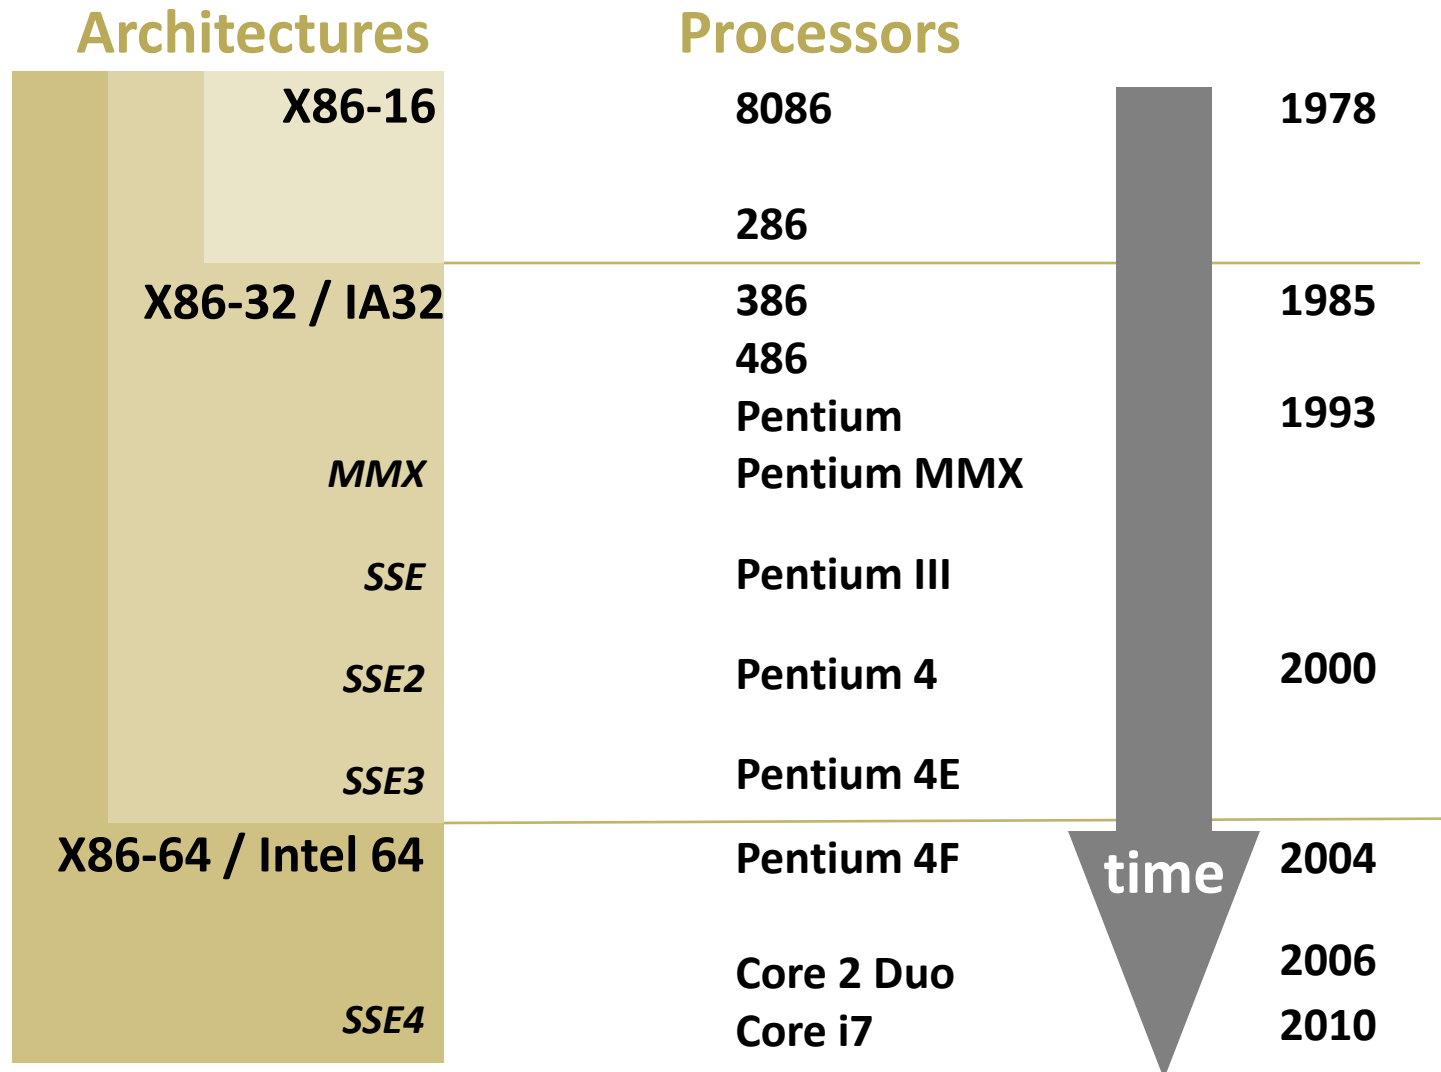 Architectures Processors
X86-16 8086 1978
286
X86-32 / IA32 386 1985
486
Pentium 1993
MMX Pentium MMX
SSE Pentium III
SSE2 Pentium 4 2000
SSE3 Pentium 4E
X86-64 / Intel 64 Pentium 4F time 2004
Core 2 Duo 2006
SSE4 Core i7 2010